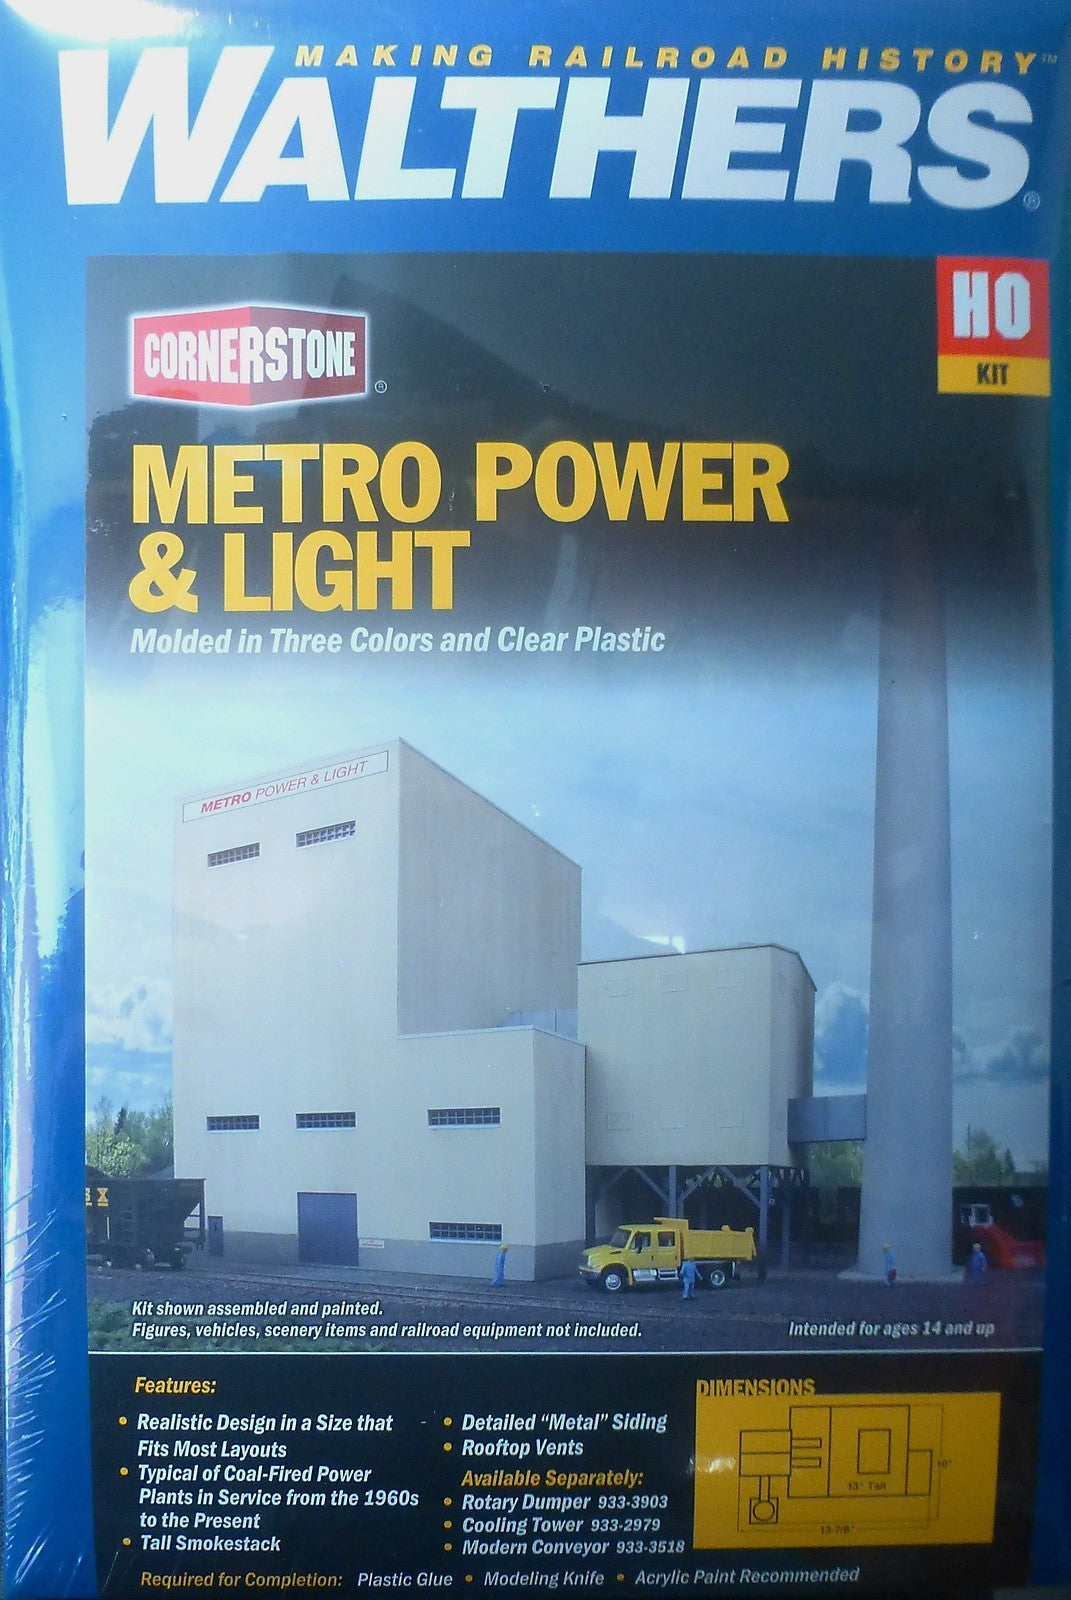 MAKING RAILROAD HISTORY™
WALTHERS®
HO
KIT
CORNERSTONE®
METRO POWER
& LIGHT
Molded in Three Colors and Clear Plastic
METRO POWER & LIGHT
Kit shown assembled and painted.
Figures, vehicles, scenery items and railroad equipment not included.
Intended for ages 14 and up
Features:
• Realistic Design in a Size that
Fits Most Layouts
• Typical of Coal-Fired Power
Plants in Service from the 1960s
to the Present
• Tall Smokestack
• Detailed “Metal” Siding
• Rooftop Vents
Available Separately:
• Rotary Dumper 933-3903
• Cooling Tower 933-2979
• Modern Conveyor 933-3518
DIMENSIONS
13" Tall
13-7/8"
Required for Completion: Plastic Glue • Modeling Knife • Acrylic Paint Recommended